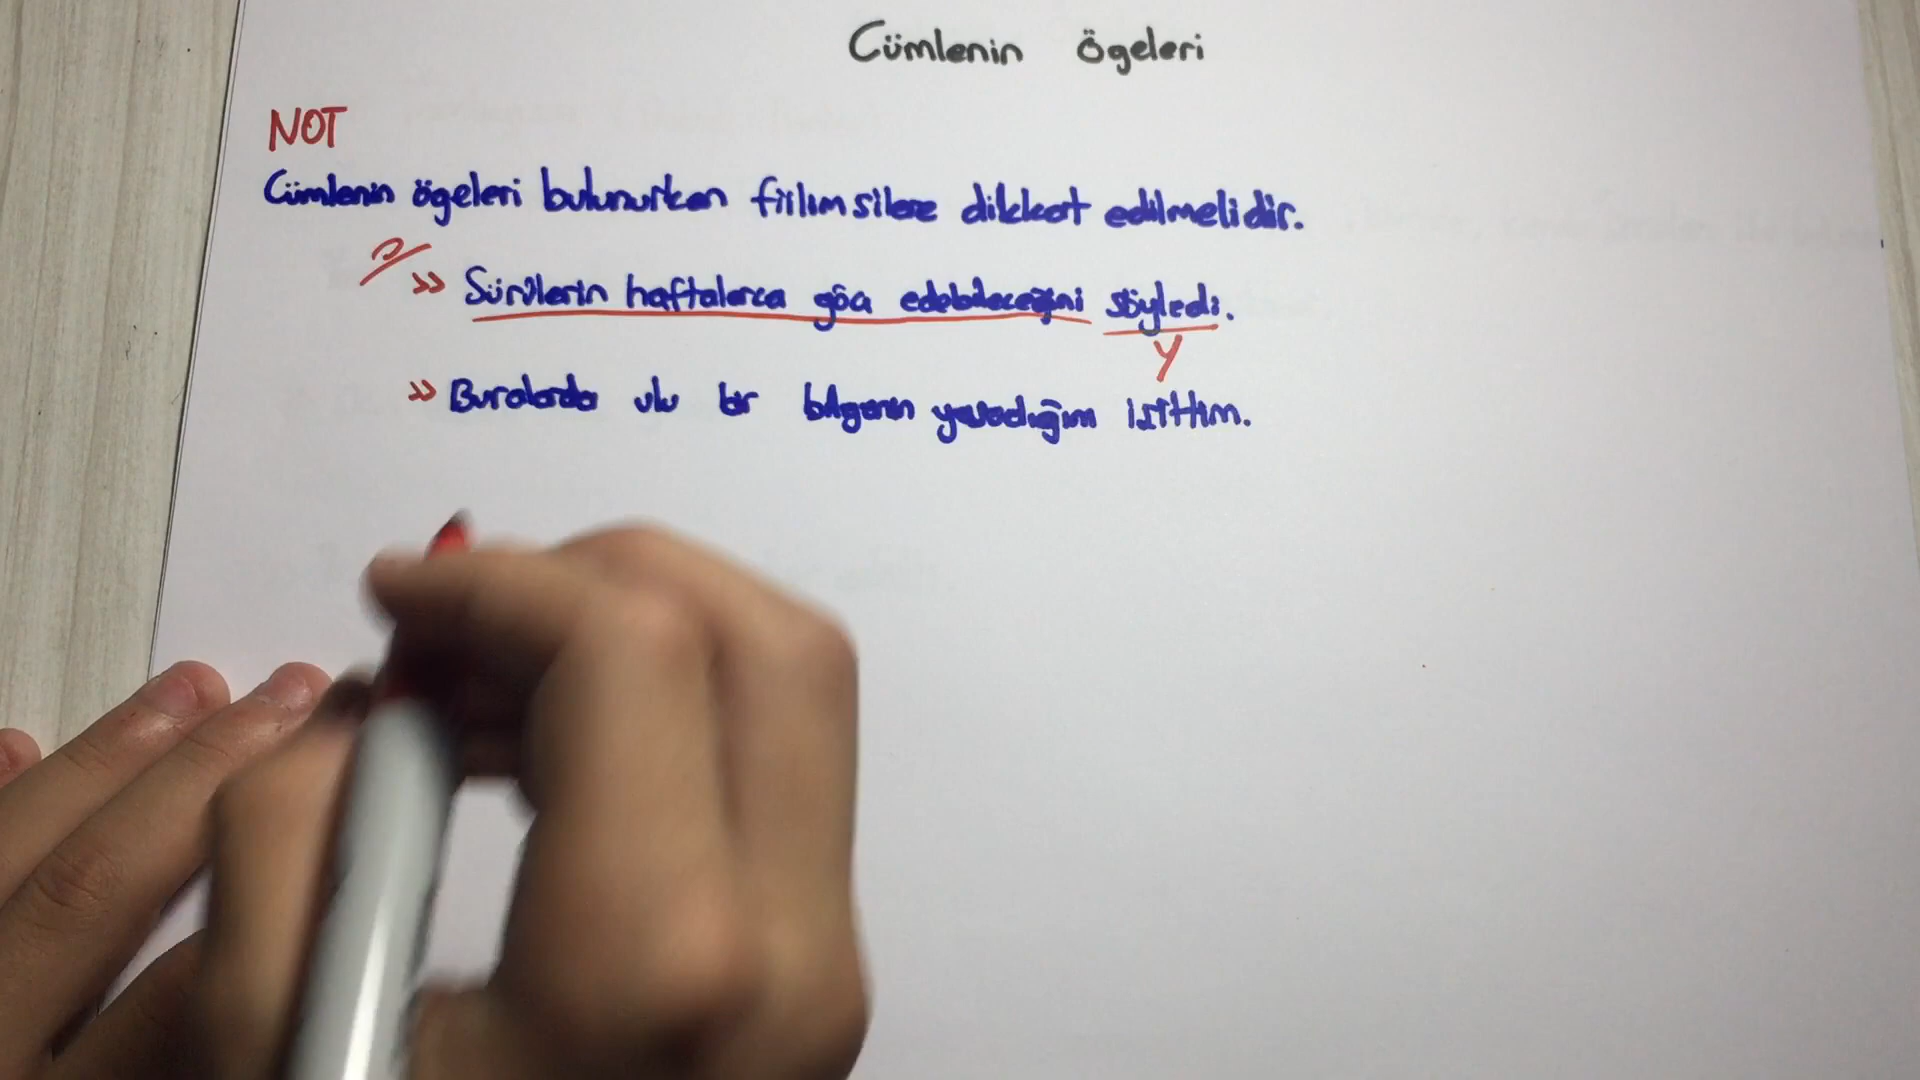 Cümlenin Ögeleri
NOT
Cümlenin ögeleri bulunurken fiilimsilere dikkat edilmelidir.
» Sürülerin haftalarca göç edebileceğini söyledi.
Y
» Buralarda ulu bir bilgenin yaşadığını işittim.